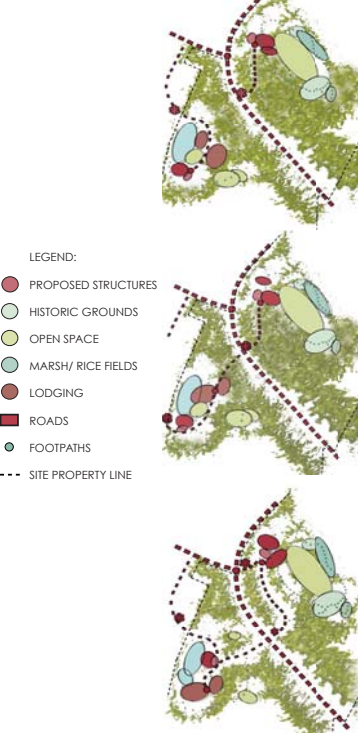 LEGEND:
PROPOSED STRUCTURES
HISTORIC GROUNDS
OPEN SPACE
MARSH/ RICE FIELDS
LODGING
ROADS
FOOTPATHS
SITE PROPERTY LINE